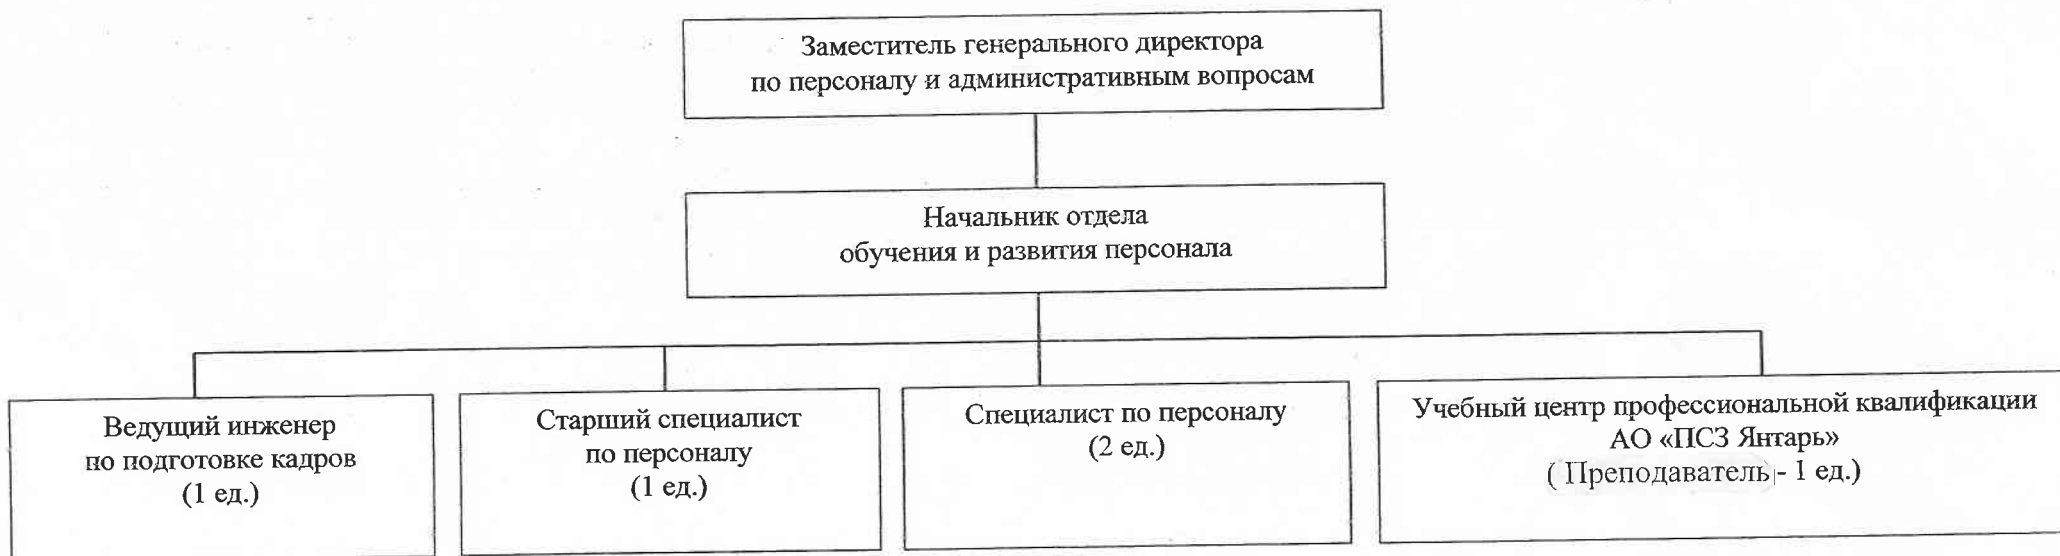 Заместитель генерального директора
по персоналу и административным вопросам
Начальник отдела
обучения и развития персонала
Ведущий инженер
по подготовке кадров
(1 ед.)
Старший специалист
по персоналу
(1 ед.)
Специалист по персоналу
(2 ед.)
Учебный центр профессиональной квалификации
АО «ПСЗ Янтарь»
( Преподаватель - 1 ед.)